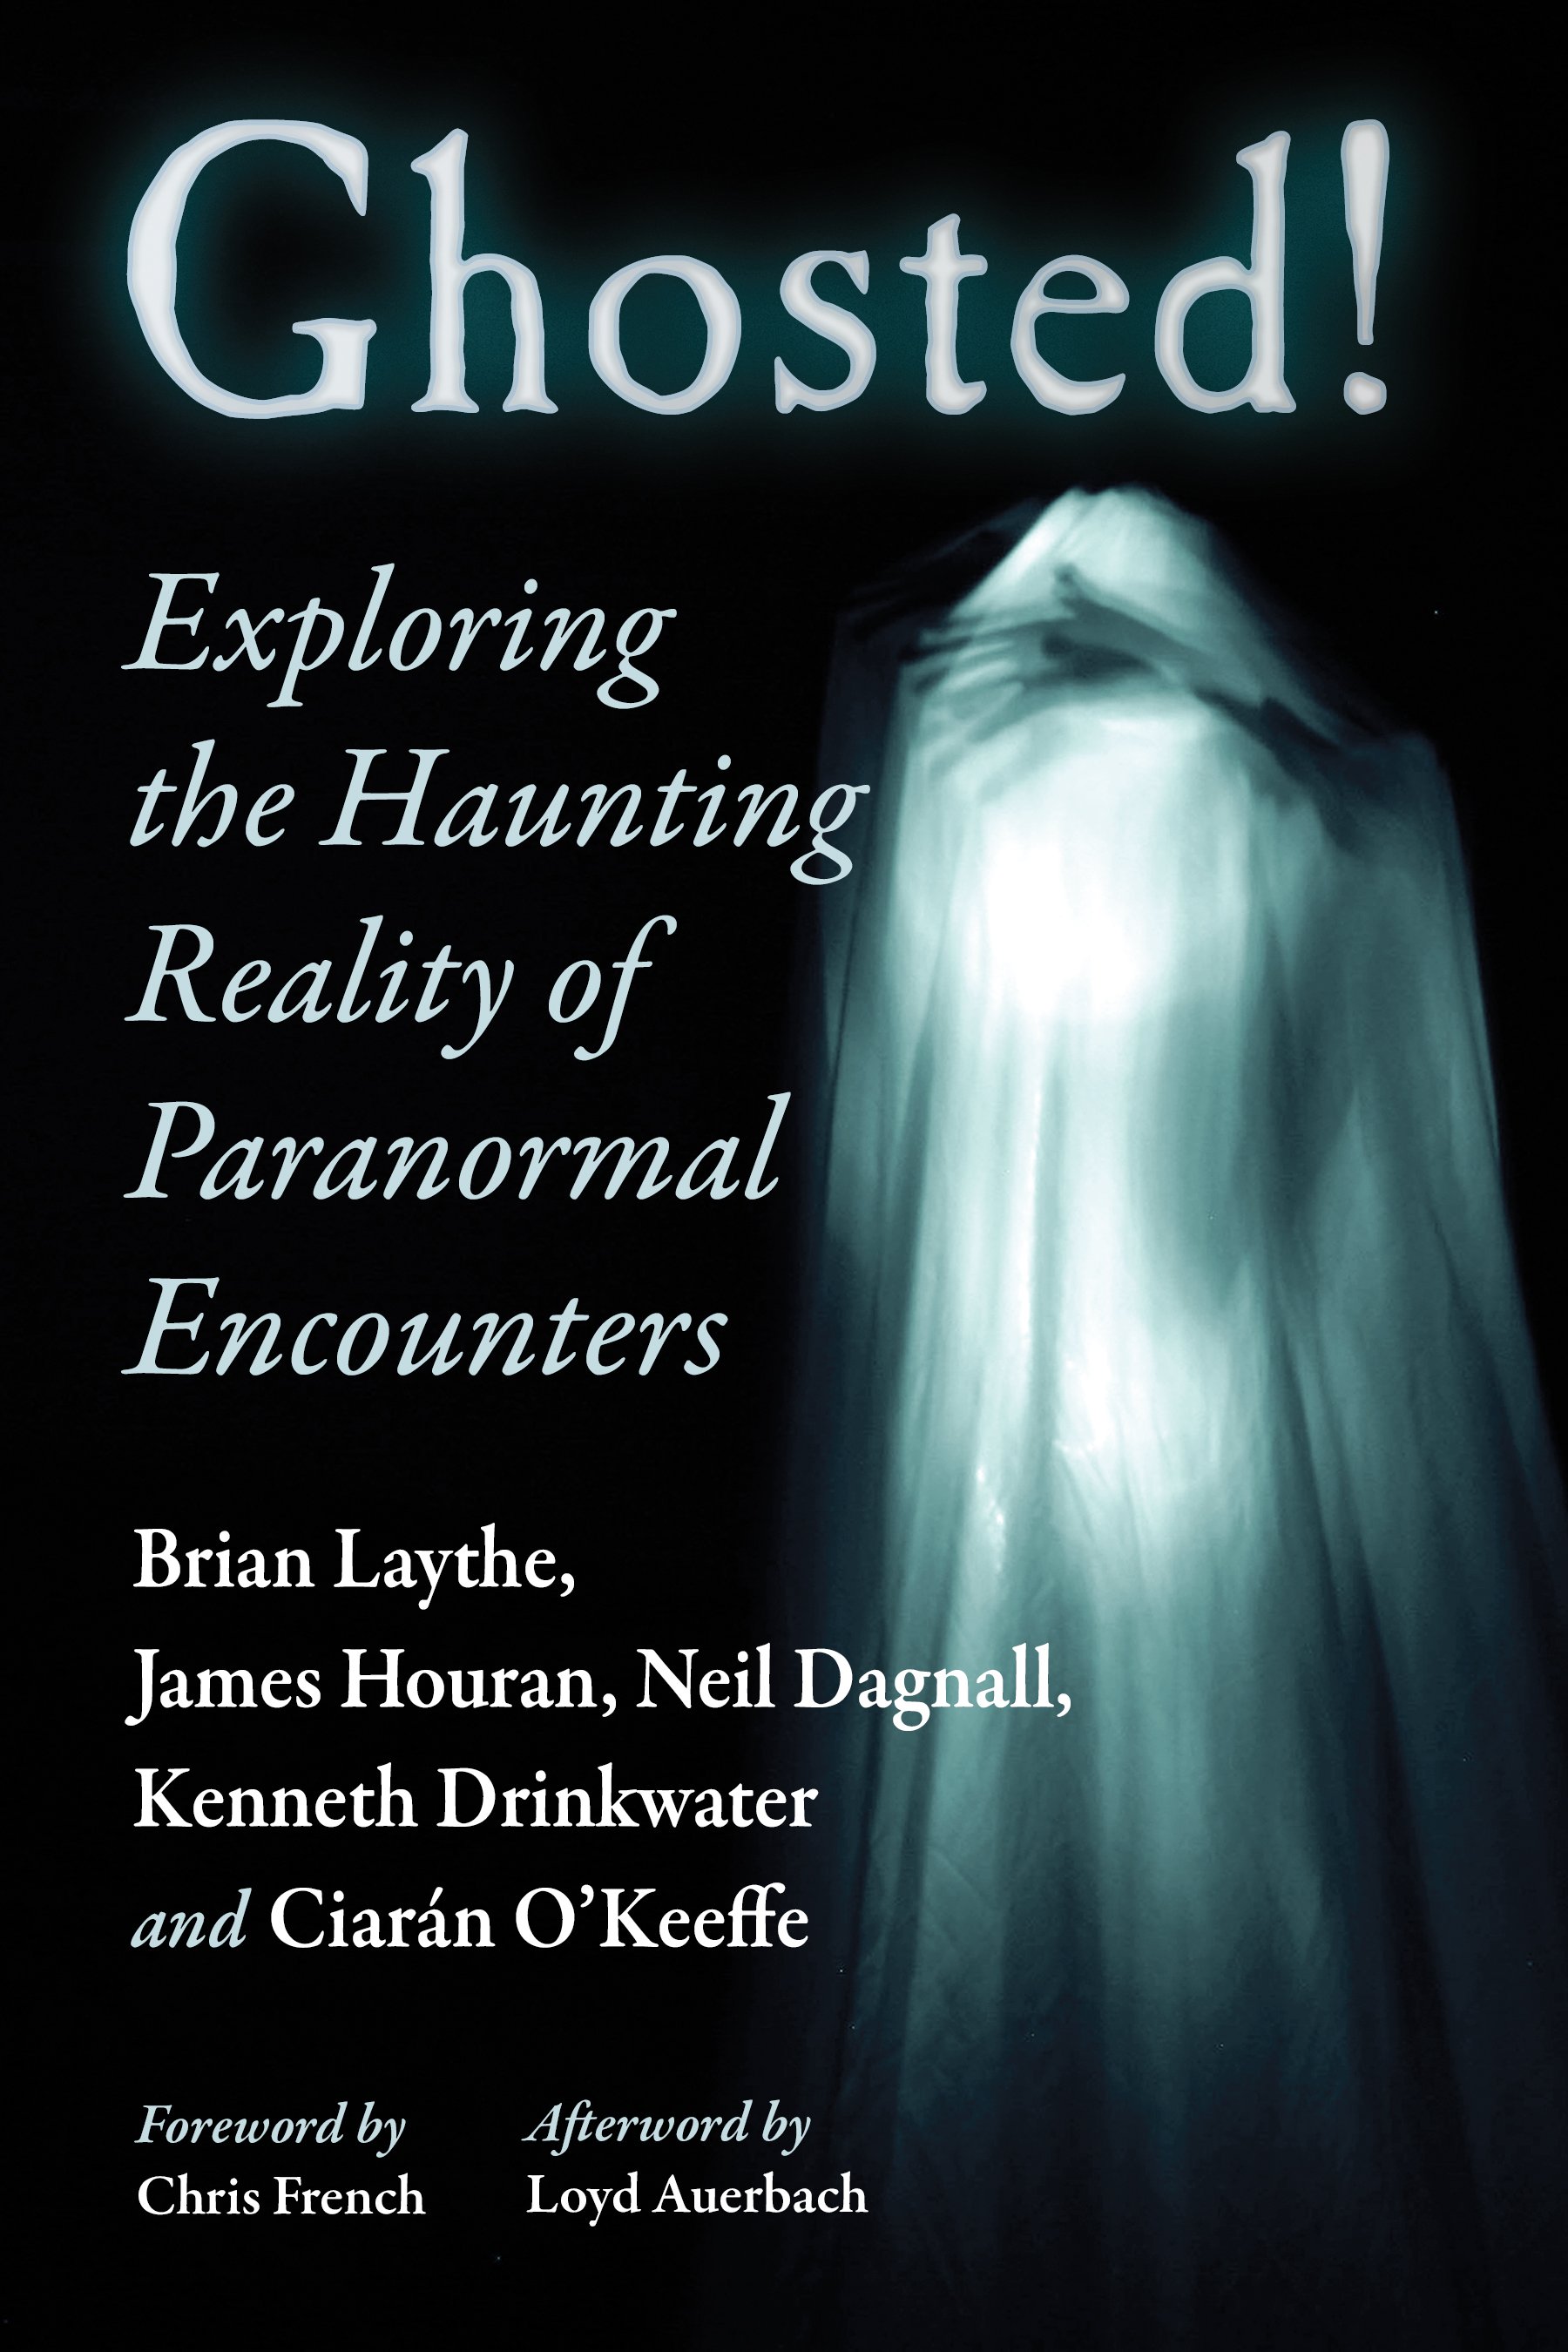 Ghosted!
Exploring
the Haunting
Reality of
Paranormal
Encounters
Brian Laythe,
James Houran, Neil Dagnall,
Kenneth Drinkwater
and Ciarán O’Keeffe
Foreword by
Chris French
Afterword by
Loyd Auerbach